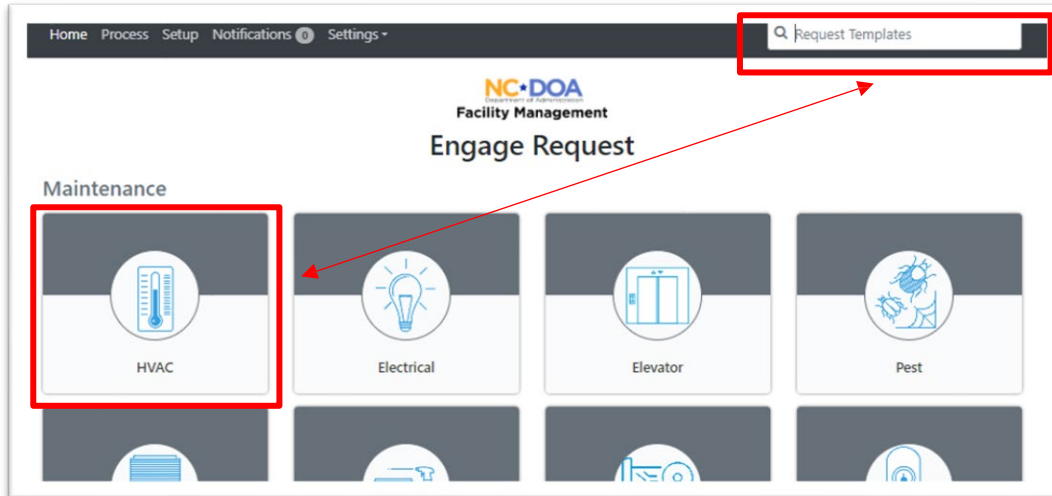 Home Process Setup Notifications 0 Settings
Request Templates
NC DOA
Department of Administration
Facility Management
Engage Request
Maintenance
HVAC
Electrical
Elevator
Pest